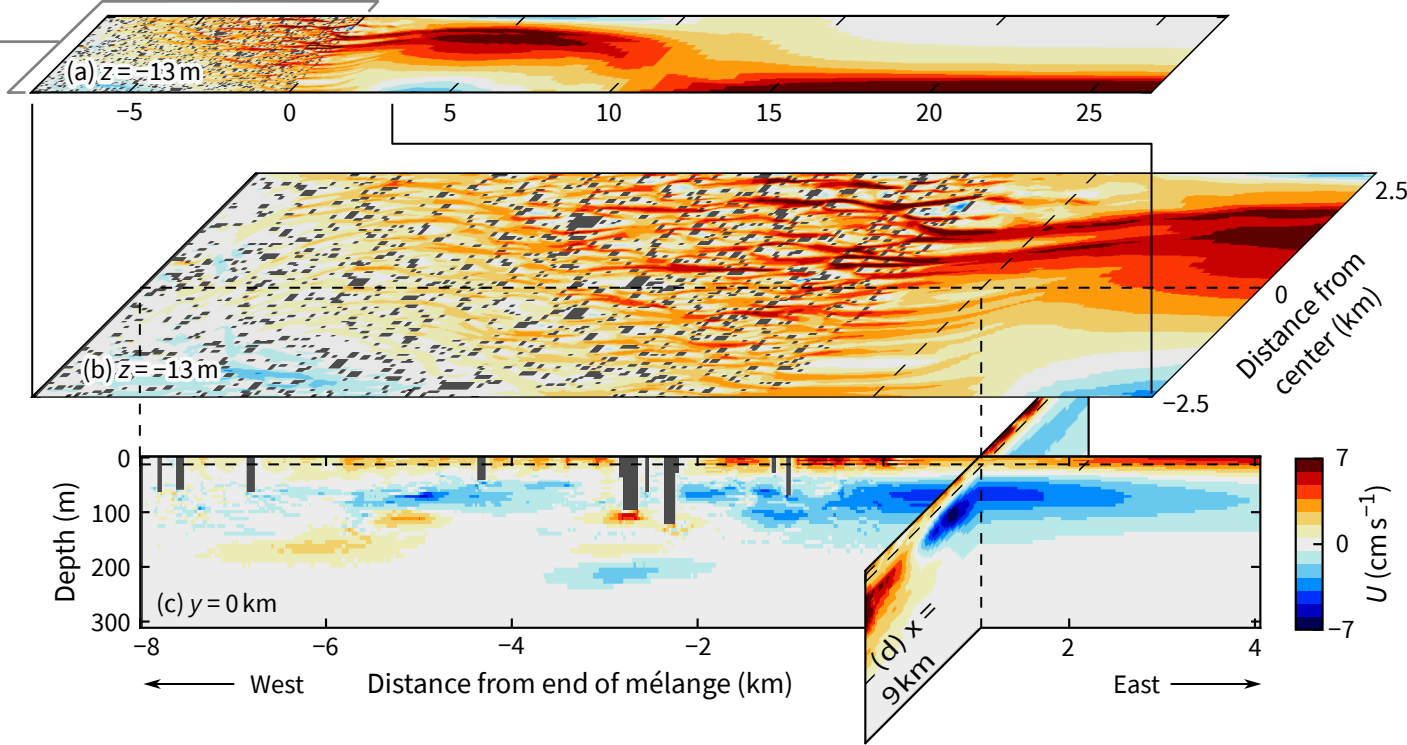 (a) z = −13 m
−5 0 5 10 15 20 25
2.5
0
Distance from
center (km)
(b) z = −13 m
−2.5
0
100
200
300
Depth (m)
(c) y = 0 km
(d) x =
9 km
7
0
−7
U (cm s⁻¹)
−8 −6 −4 −2 2 4
West Distance from end of mélange (km) East